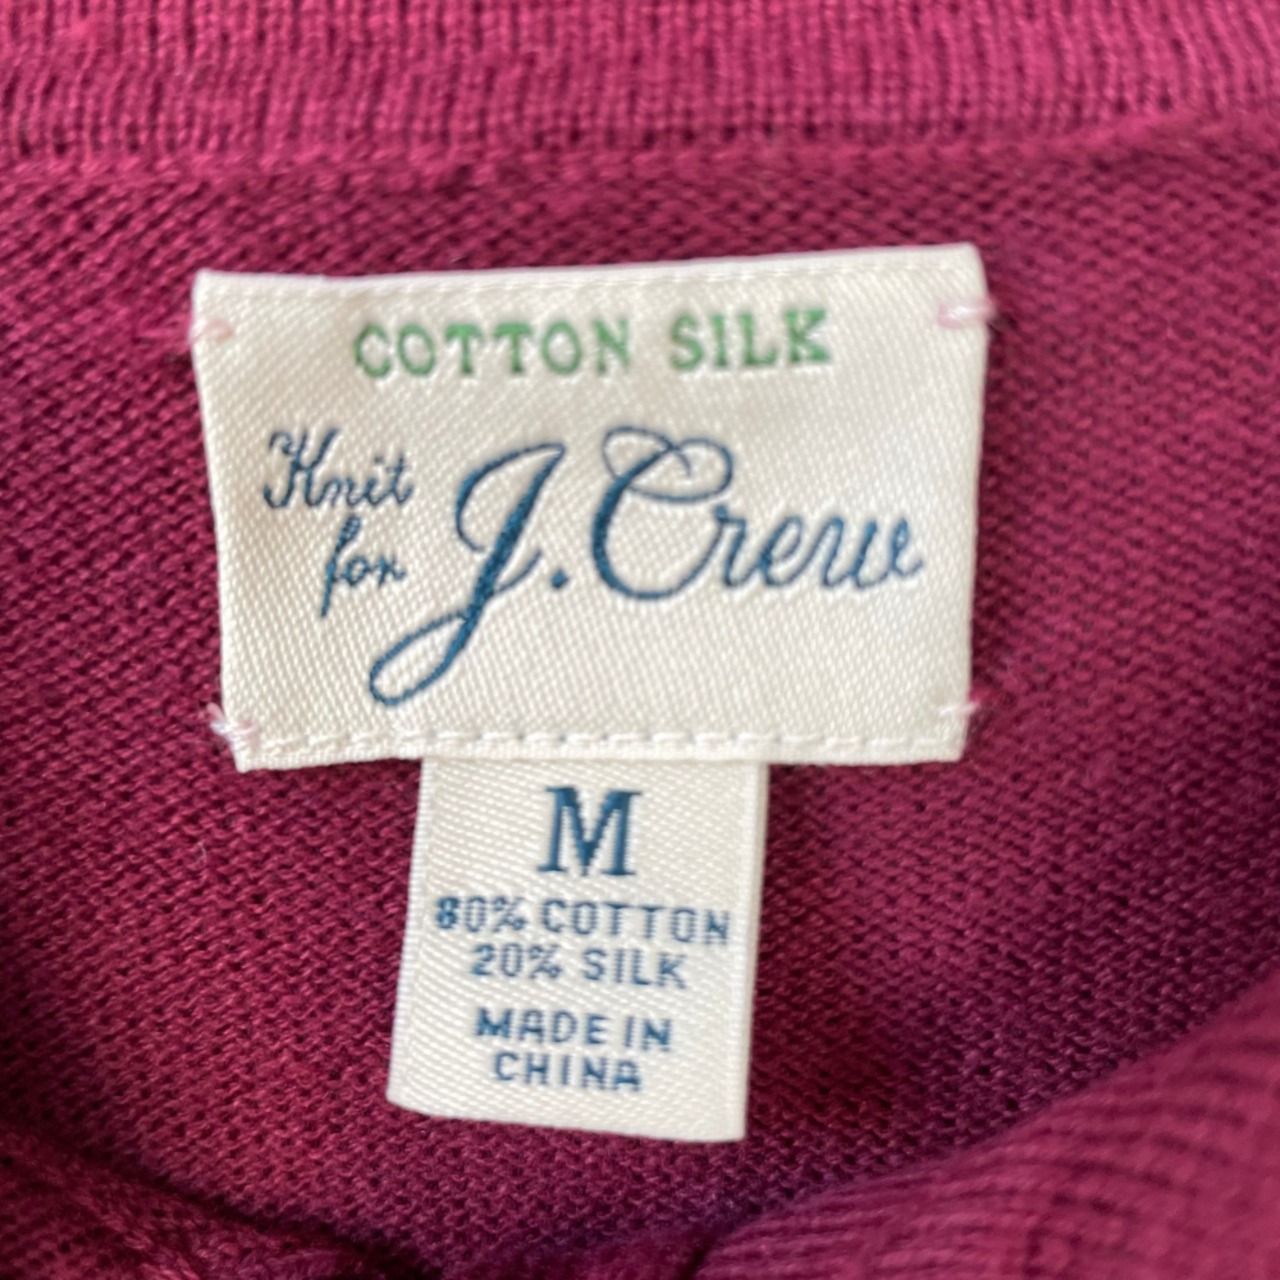 COTTON SILK
Knit for J.Crew
M
80% COTTON
20% SILK
MADE IN
CHINA